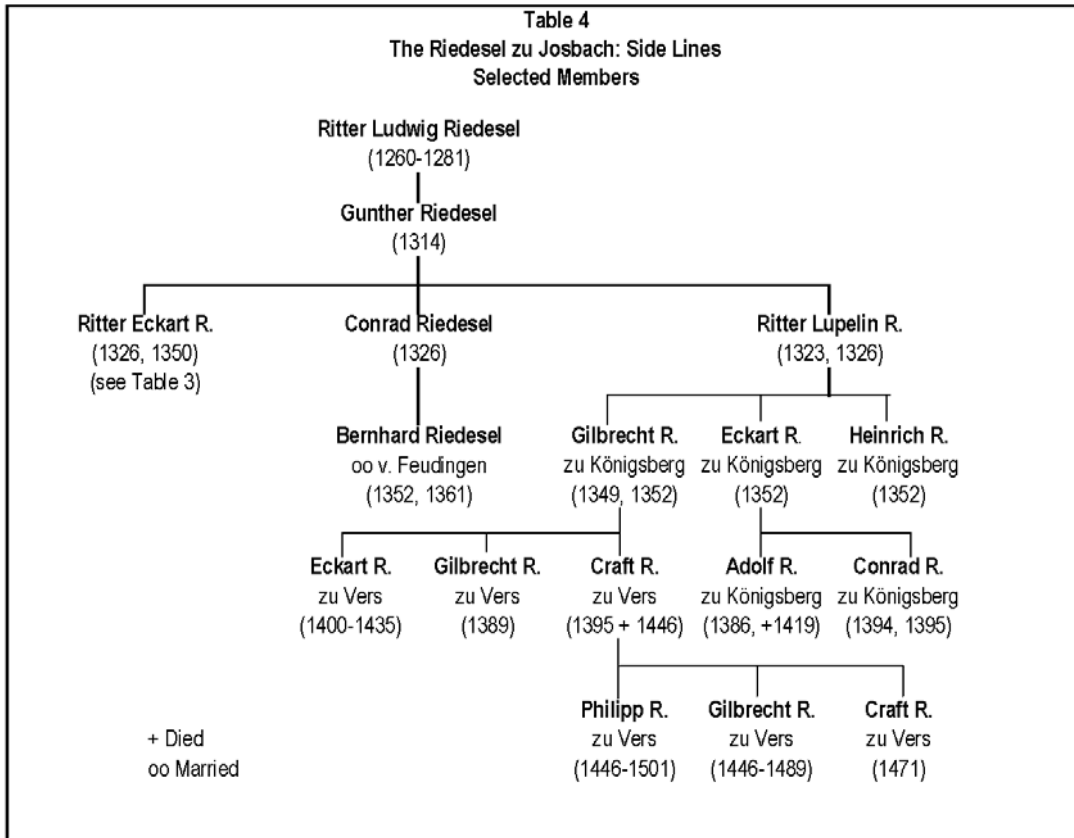 Table 4
The Riedesel zu Josbach: Side Lines
Selected Members
Ritter Ludwig Riedesel
(1260-1281)
Gunther Riedesel
(1314)
Ritter Eckart R.
(1326, 1350)
(see Table 3)
Conrad Riedesel
(1326)
Ritter Lupelin R.
(1323, 1326)
Bernhard Riedesel
oo v. Feudingen
(1352, 1361)
Gilbrecht R.
zu Königsberg
(1349, 1352)
Eckart R.
zu Königsberg
(1352)
Heinrich R.
zu Königsberg
(1352)
Eckart R.
zu Vers
(1400-1435)
Gilbrecht R.
zu Vers
(1389)
Craft R.
zu Vers
(1395 + 1446)
Adolf R.
zu Königsberg
(1386, +1419)
Conrad R.
zu Königsberg
(1394, 1395)
Philipp R.
zu Vers
(1446-1501)
Gilbrecht R.
zu Vers
(1446-1489)
Craft R.
zu Vers
(1471)
+ Died
oo Married